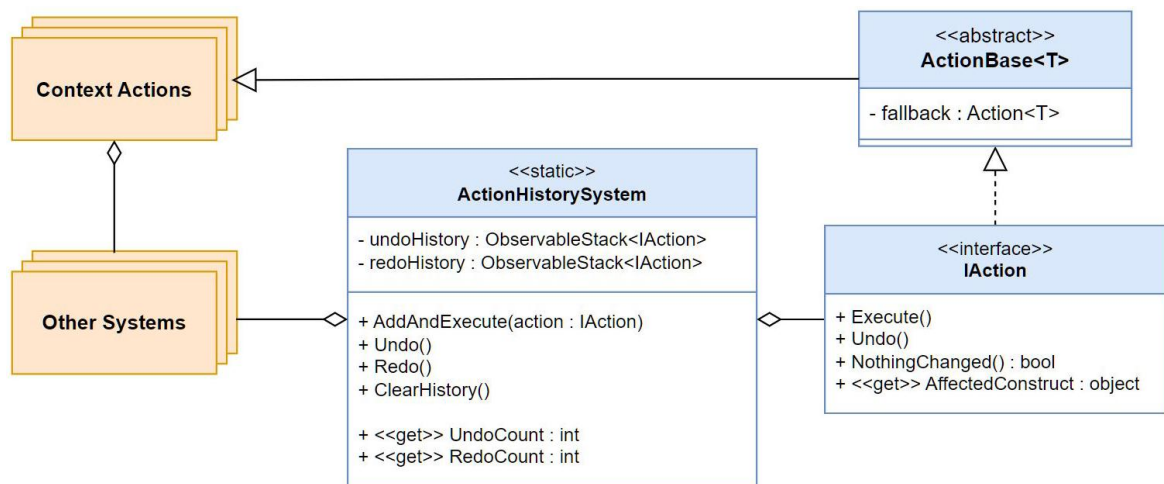 Context Actions
<<abstract>>
ActionBase<T>
- fallback : Action<T>
<<static>>
ActionHistorySystem
- undoHistory : ObservableStack<IAction>
- redoHistory : ObservableStack<IAction>
+ AddAndExecute(action : IAction)
+ Undo()
+ Redo()
+ ClearHistory()
+ <<get>> UndoCount : int
+ <<get>> RedoCount : int
Other Systems
<<interface>>
IAction
+ Execute()
+ Undo()
+ NothingChanged() : bool
+ <<get>> AffectedConstruct : object